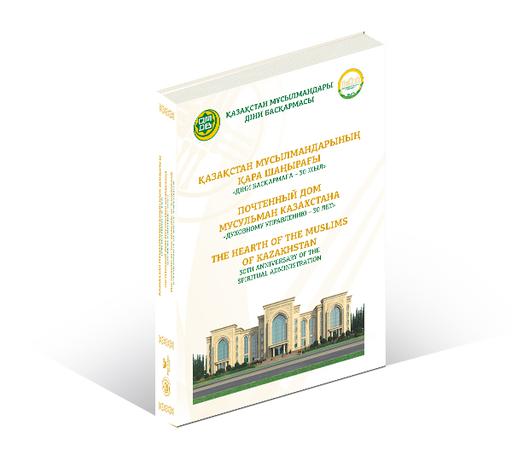 ҚАЗАҚСТАН МҰСЫЛМАНДАРЫ
ДІНИ БАСҚАРМАСЫ
ҚАЗАҚСТАН МҰСЫЛМАНДАРЫНЫҢ
ҚАРА ШАҢЫРАҒЫ
«ДІНИ БАСҚАРМАҒА – 30 ЖЫЛ»
ПОЧТЕННЫЙ ДОМ
МУСУЛЬМАН КАЗАХСТАНА
«ДУХОВНОМУ УПРАВЛЕНИЮ – 30 ЛЕТ»
THE HEARTH OF THE MUSLIMS
OF KAZAKHSTAN
30TH ANNIVERSARY OF THE
SPIRITUAL ADMINISTRATION